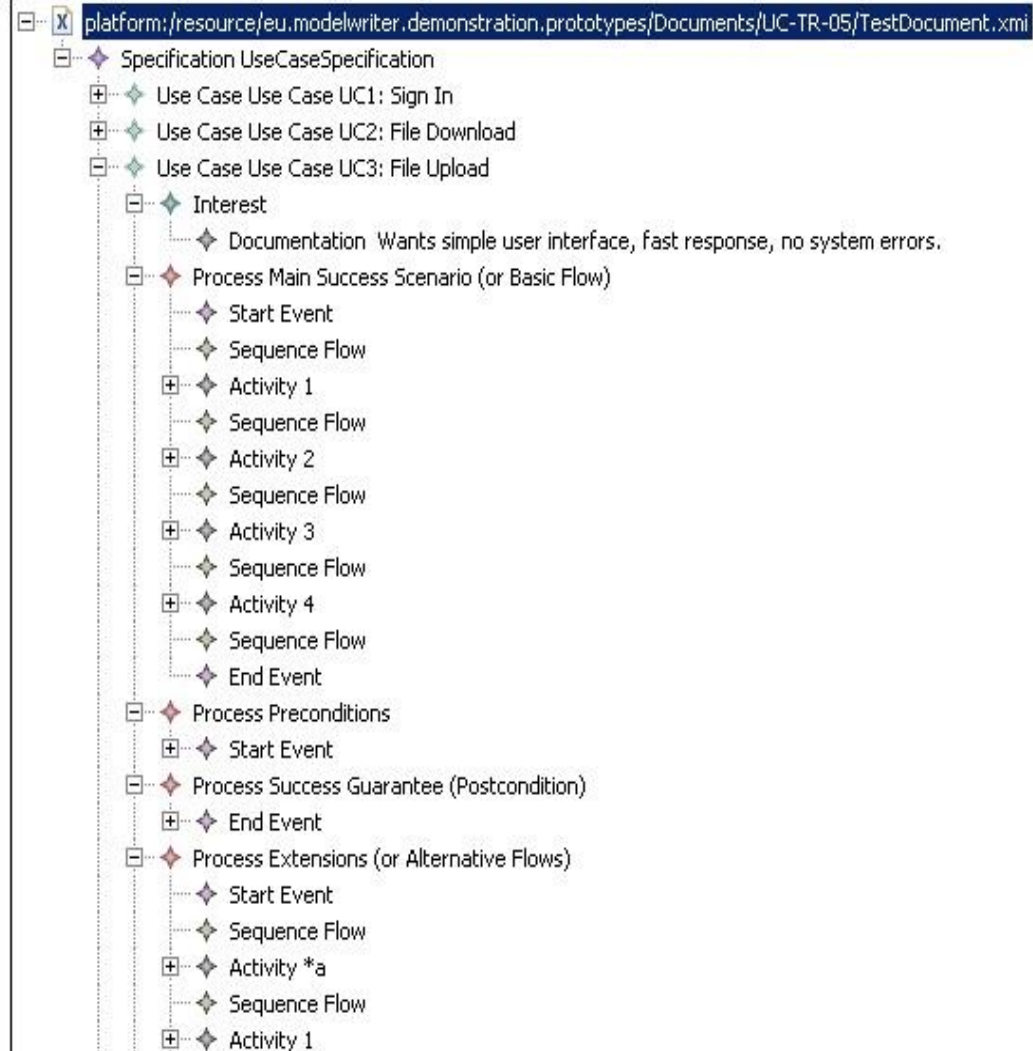 platform:/resource/eu.modelwriter.demonstration.prototypes/Documents/UC-TR-05/TestDocument.xmi
Specification UseCaseSpecification
Use Case Use Case UC1: Sign In
Use Case Use Case UC2: File Download
Use Case Use Case UC3: File Upload
Interest
Documentation  Wants simple user interface, fast response, no system errors.
Process Main Success Scenario (or Basic Flow)
Start Event
Sequence Flow
Activity 1
Sequence Flow
Activity 2
Sequence Flow
Activity 3
Sequence Flow
Activity 4
Sequence Flow
End Event
Process Preconditions
Start Event
Process Success Guarantee (Postcondition)
End Event
Process Extensions (or Alternative Flows)
Start Event
Sequence Flow
Activity *a
Sequence Flow
Activity 1